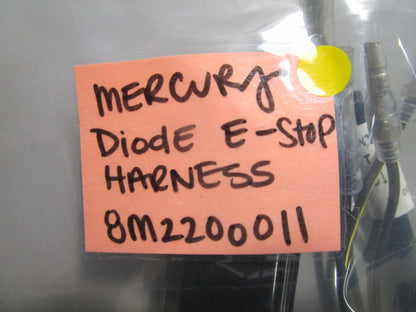 MERCURY
DiodE E-StoP
HARNESS
8M2200011